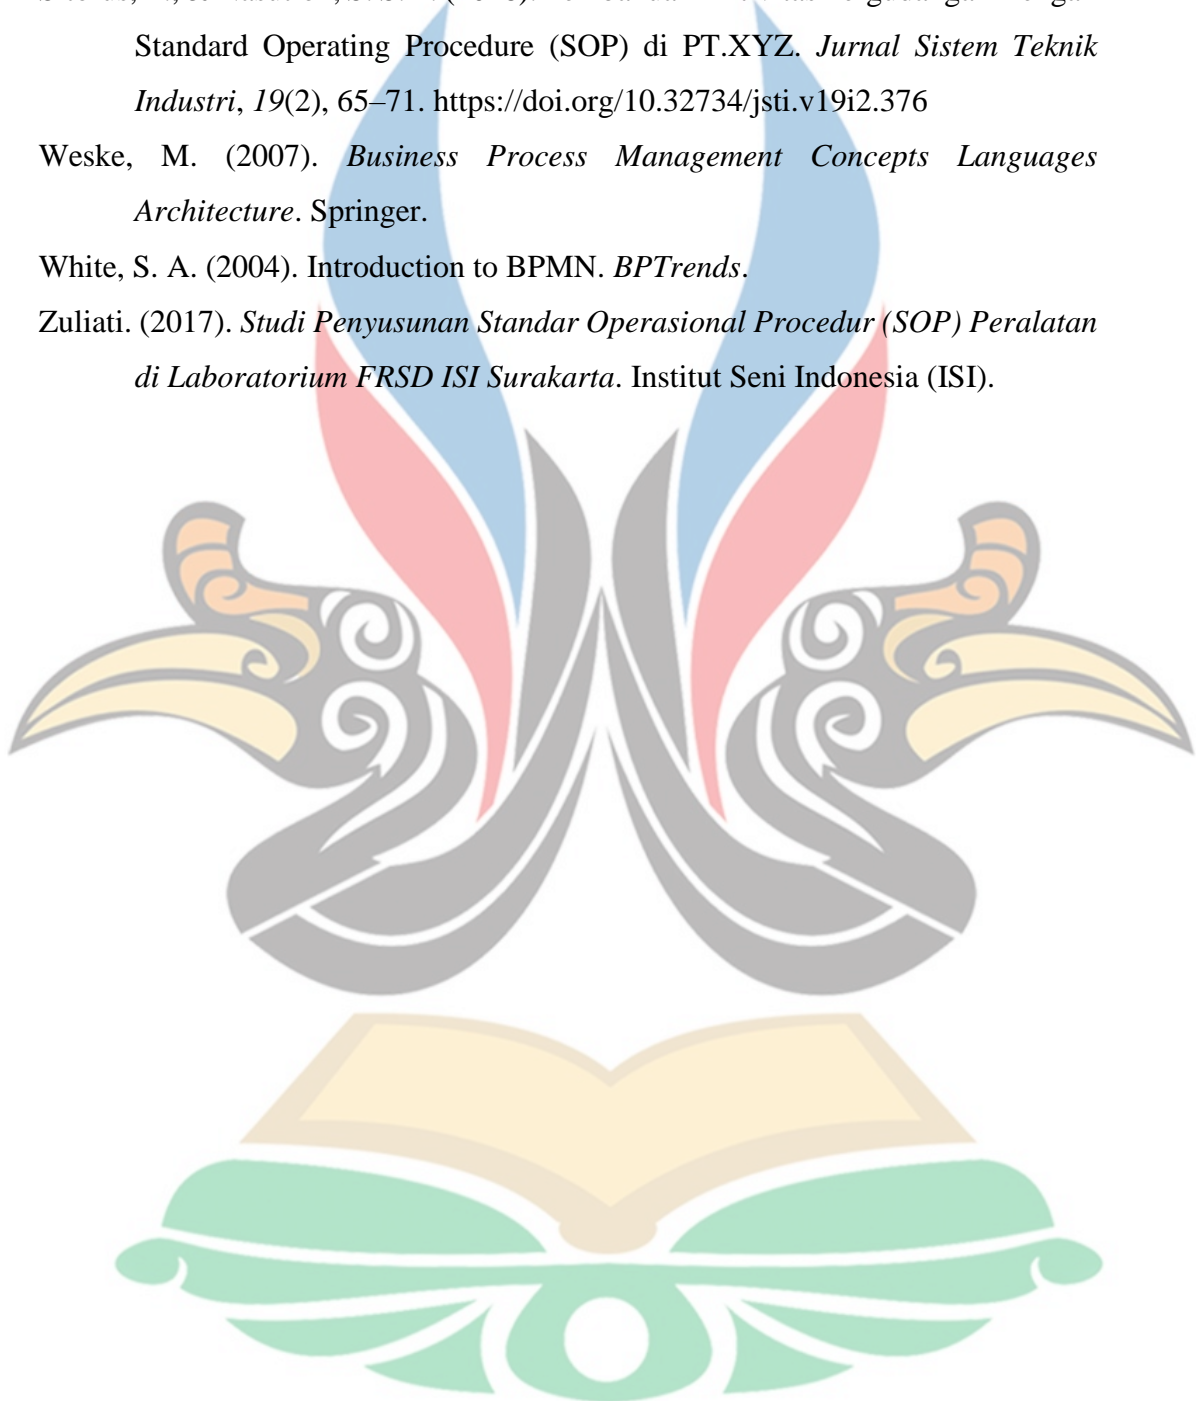 Standard Operating Procedure (SOP) di PT.XYZ. Jurnal Sistem Teknik
Industri, 19(2), 65–71. https://doi.org/10.32734/jsti.v19i2.376
Weske, M. (2007). Business Process Management Concepts Languages
Architecture. Springer.
White, S. A. (2004). Introduction to BPMN. BPTrends.
Zuliati. (2017). Studi Penyusunan Standar Operasional Procedur (SOP) Peralatan
di Laboratorium FRSD ISI Surakarta. Institut Seni Indonesia (ISI).